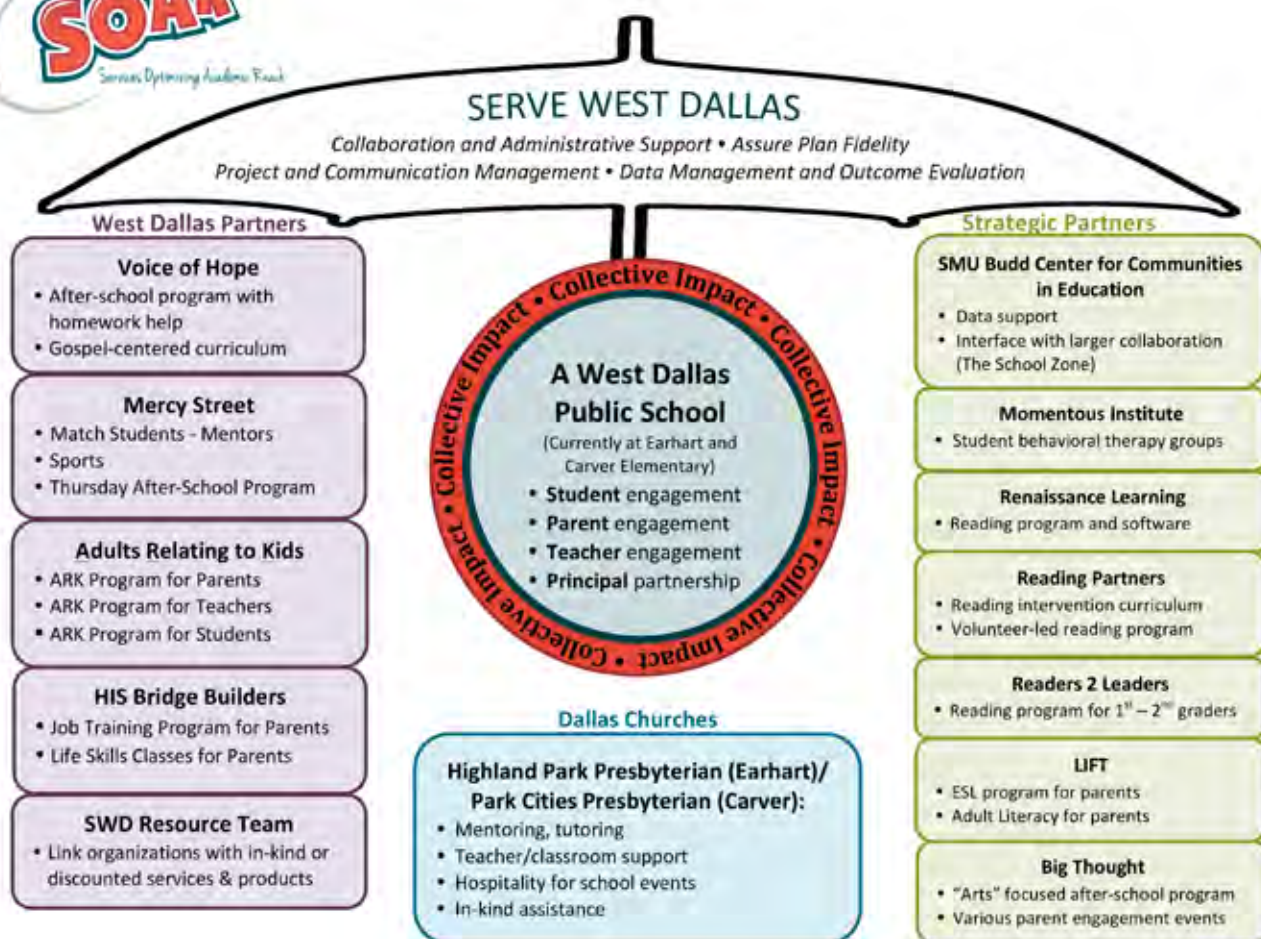 SOAR
Services Optimizing Academic Reach
SERVE WEST DALLAS
Collaboration and Administrative Support • Assure Plan Fidelity
Project and Communication Management • Data Management and Outcome Evaluation
West Dallas Partners
Voice of Hope
• After-school program with
homework help
• Gospel-centered curriculum
Mercy Street
• Match Students - Mentors
• Sports
• Thursday After-School Program
Adults Relating to Kids
• ARK Program for Parents
• ARK Program for Teachers
• ARK Program for Students
HIS Bridge Builders
• Job Training Program for Parents
• Life Skills Classes for Parents
SWD Resource Team
• Link organizations with in-kind or
discounted services & products
Collective Impact • Collective Impact • Collective Impact • Collective Impact • Collective Impact • Collective Impact •
A West Dallas
Public School
(Currently at Earhart and
Carver Elementary)
• Student engagement
• Parent engagement
• Teacher engagement
• Principal partnership
Dallas Churches
Highland Park Presbyterian (Earhart)/
Park Cities Presbyterian (Carver):
• Mentoring, tutoring
• Teacher/classroom support
• Hospitality for school events
• In-kind assistance
Strategic Partners
SMU Budd Center for Communities
in Education
• Data support
• Interface with larger collaboration
(The School Zone)
Momentous Institute
• Student behavioral therapy groups
Renaissance Learning
• Reading program and software
Reading Partners
• Reading intervention curriculum
• Volunteer-led reading program
Readers 2 Leaders
• Reading program for 1st – 2nd graders
LIFT
• ESL program for parents
• Adult Literacy for parents
Big Thought
• "Arts" focused after-school program
• Various parent engagement events